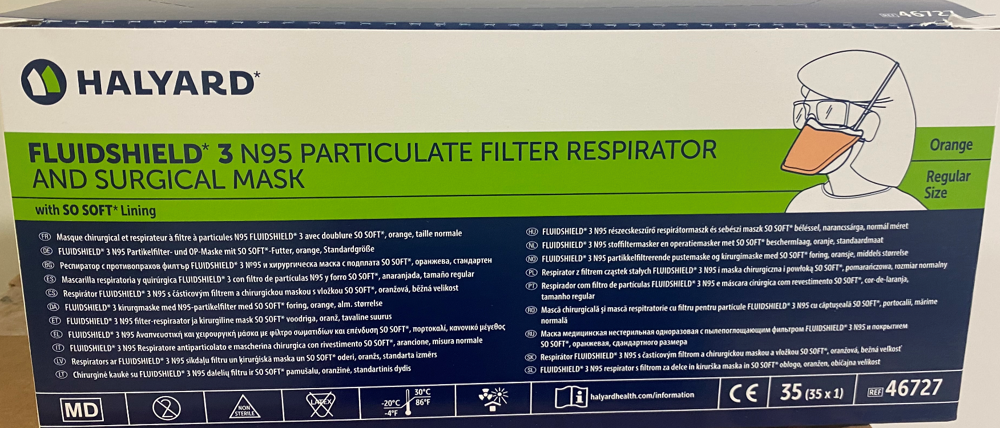 REF 46727
HALYARD*
FLUIDSHIELD* 3 N95 PARTICULATE FILTER RESPIRATOR
AND SURGICAL MASK
with SO SOFT* Lining
Orange
Regular
Size
FR Masque chirurgical et respirateur à filtre à particules N95 FLUIDSHIELD* 3 avec doublure SO SOFT*, orange, taille normale
DE FLUIDSHIELD* 3 N95 Partikelfilter- und OP-Maske mit SO SOFT*-Futter, orange, Standardgröße
BG Респиратор с противопрахов филтър FLUIDSHIELD* 3 №95 и хирургическа маска с подплата SO SOFT*, оранжева, стандартен
ES Mascarilla respiratoria y quirúrgica FLUIDSHIELD* 3 con filtro de partículas N95 y forro SO SOFT*, anaranjada, tamaño regular
CS Respirátor FLUIDSHIELD* 3 N95 s částicovým filtrem a chirurgickou maskou s vložkou SO SOFT*, oranžová, běžná velikost
DA FLUIDSHIELD* 3 kirurgmaske med N95-partikelfilter med SO SOFT* foring, orange, alm. størrelse
ET FLUIDSHIELD* 3 N95 filter-respiraator ja kirurgiline mask SO SOFT* voodriga, oranž, tavaline suurus
EL FLUIDSHIELD* 3 N95 Αναπνευστική και χειρουργική μάσκα με φίλτρο σωματιδίων και επένδυση SO SOFT*, πορτοκαλί, κανονικό μέγεθος
IT FLUIDSHIELD* 3 N95 Respiratore antiparticolato e mascherina chirurgica con rivestimento SO SOFT*, arancione, misura normale
LV Respirators ar FLUIDSHIELD* 3 N95 sīkdaļu filtru un ķirurģiskā maska un SO SOFT* oderi, oranžs, standarta izmērs
LT Chirurginė kaukė su FLUIDSHIELD* 3 N95 dalelių filtru ir SO SOFT* pamušalu, oranžinė, standartinis dydis
HU FLUIDSHIELD* 3 N95 részecskeszűrő respirátormaszk és sebészi maszk SO SOFT* béléssel, narancssárga, normál méret
NL FLUIDSHIELD* 3 N95 stoffiltermasker en operatiemasker met SO SOFT* beschermlaag, oranje, standaardmaat
NO FLUIDSHIELD* 3 N95 partikkelfiltrerende pustemaske og kirurgimaske med SO SOFT* foring, oransje, middels størrelse
PL Respirator z filtrem cząstek stałych FLUIDSHIELD* 3 N95 i maska chirurgiczna i powłoką SO SOFT*, pomarańczowa, rozmiar normalny
PT Respirador com filtro de partículas FLUIDSHIELD* 3 N95 e máscara cirúrgica com revestimento SO SOFT*, cor-de-laranja,
tamanho regular
RO Mască chirurgicală și mască respiratorie cu filtru pentru particule FLUIDSHIELD* 3 N95 cu căptușeală SO SOFT*, portocalii, mărime
normală
RU Маска медицинская нестерильная одноразовая с пылепоглощающим фильтром FLUIDSHIELD* 3 N95 и покрытием
SO SOFT*, оранжевая, сдандартного размера
SK Respirátor FLUIDSHIELD* 3 N95 s časticovým filtrom a chirurgickou maskou a vložkou SO SOFT*, oranžová, bežná veľkosť
SL FLUIDSHIELD* 3 N95 respirator s filtrom za delce in kirurška maska in SO SOFT* oblogo, oranžen, običajna velikost
MD
2
NON
STERILE
LATEX
-20°C
-4°F
30°C
86°F
i halyardhealth.com/information
CE
35 (35 x 1)
REF 46727